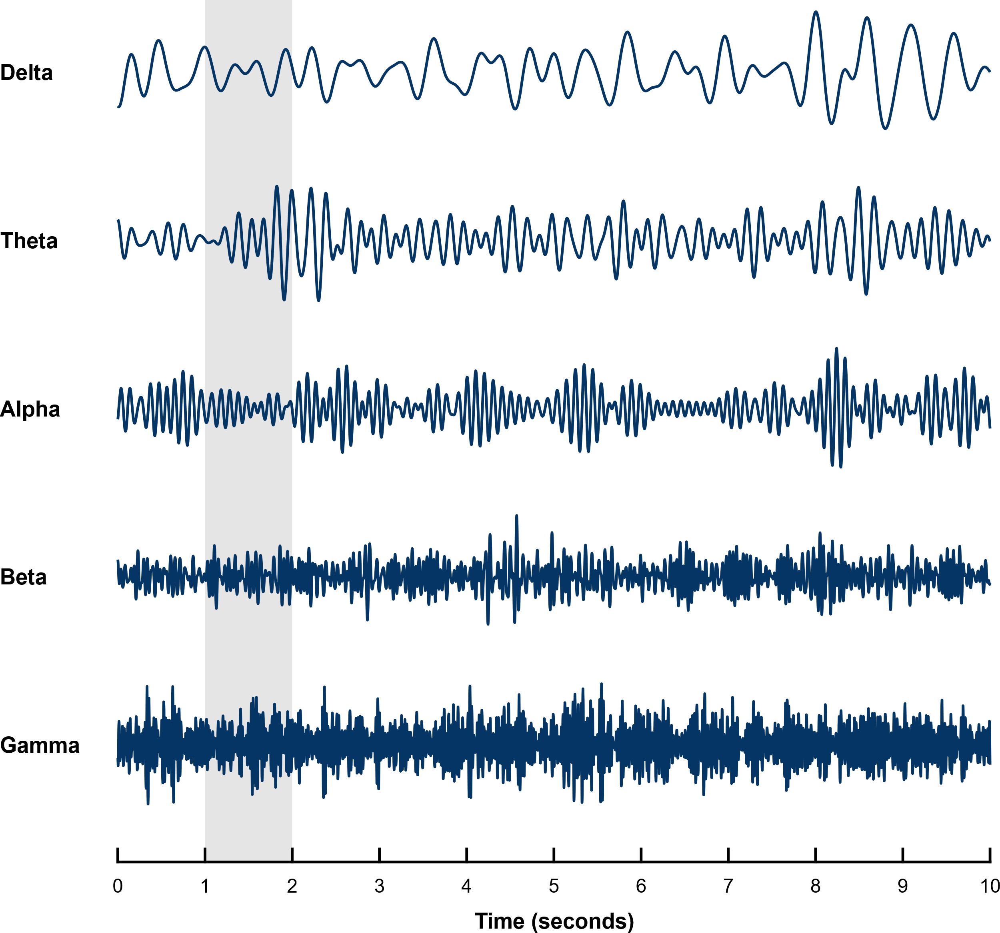 Delta
Theta
Alpha
Beta
Gamma
0 1 2 3 4 5 6 7 8 9 10
Time (seconds)